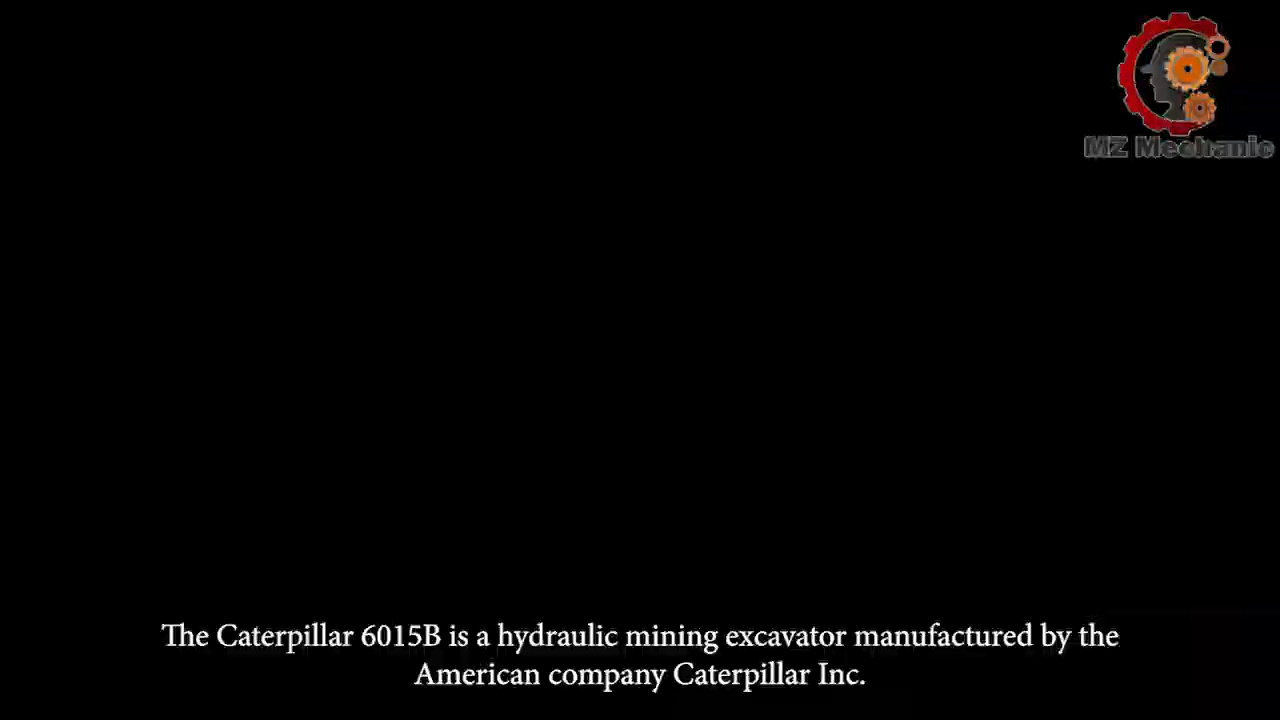 MZ Mechanic
The Caterpillar 6015B is a hydraulic mining excavator manufactured by the
American company Caterpillar Inc.